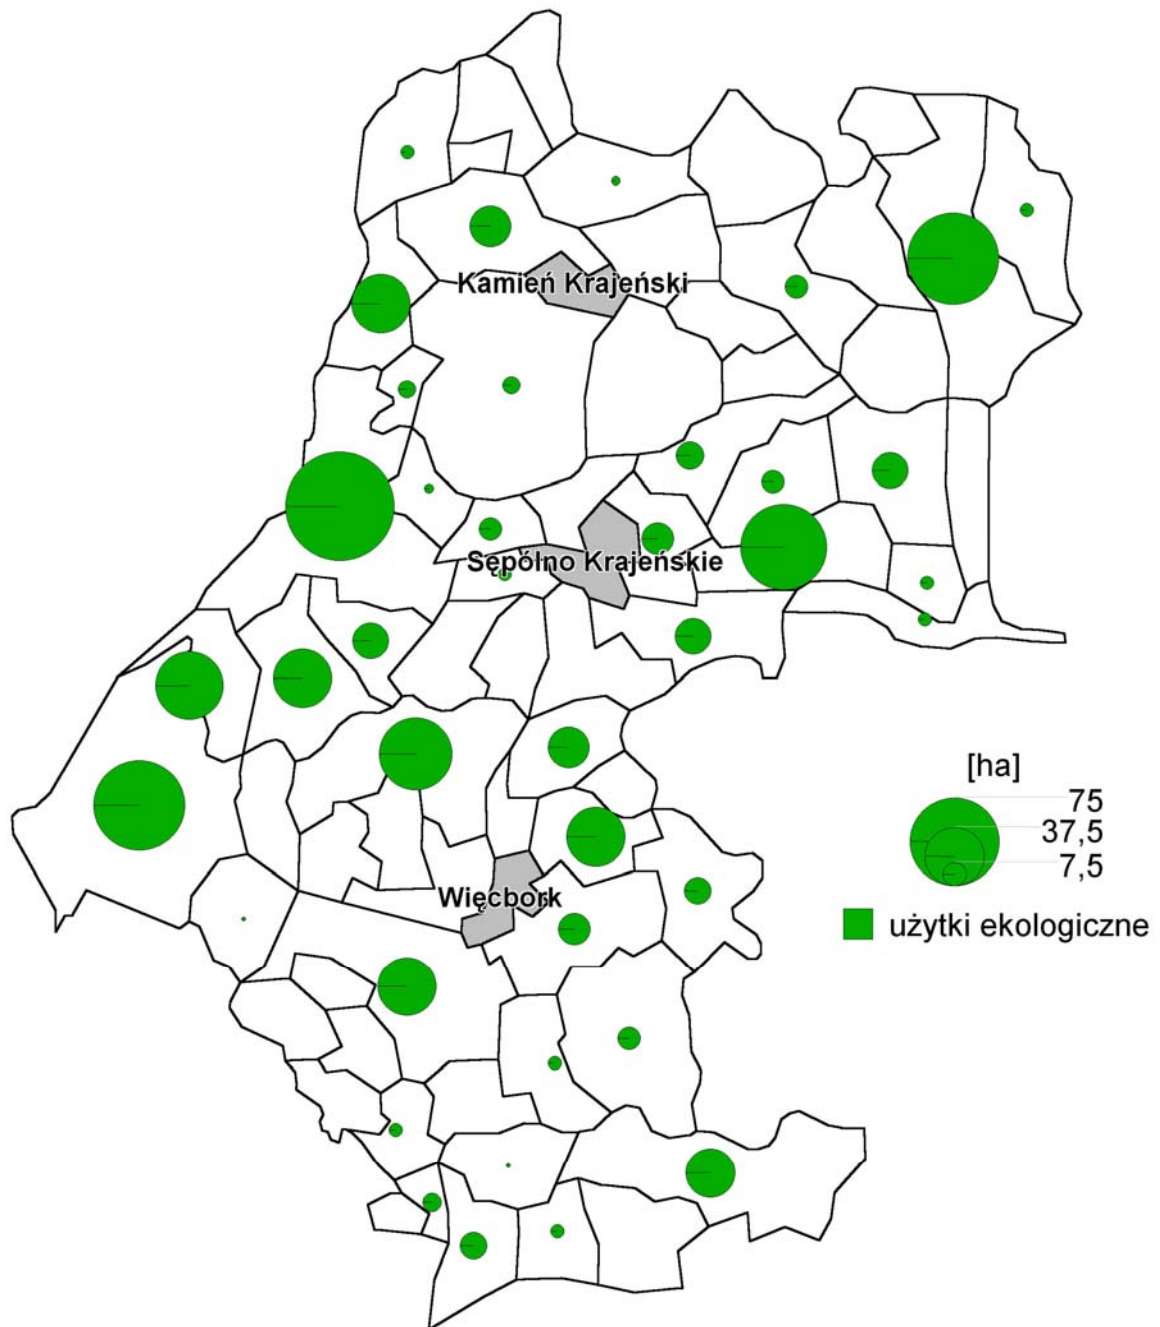 Kamień Krajeński
Sępólno Krajeńskie
Więcbork
[ha]
75
37,5
7,5
użytki ekologiczne